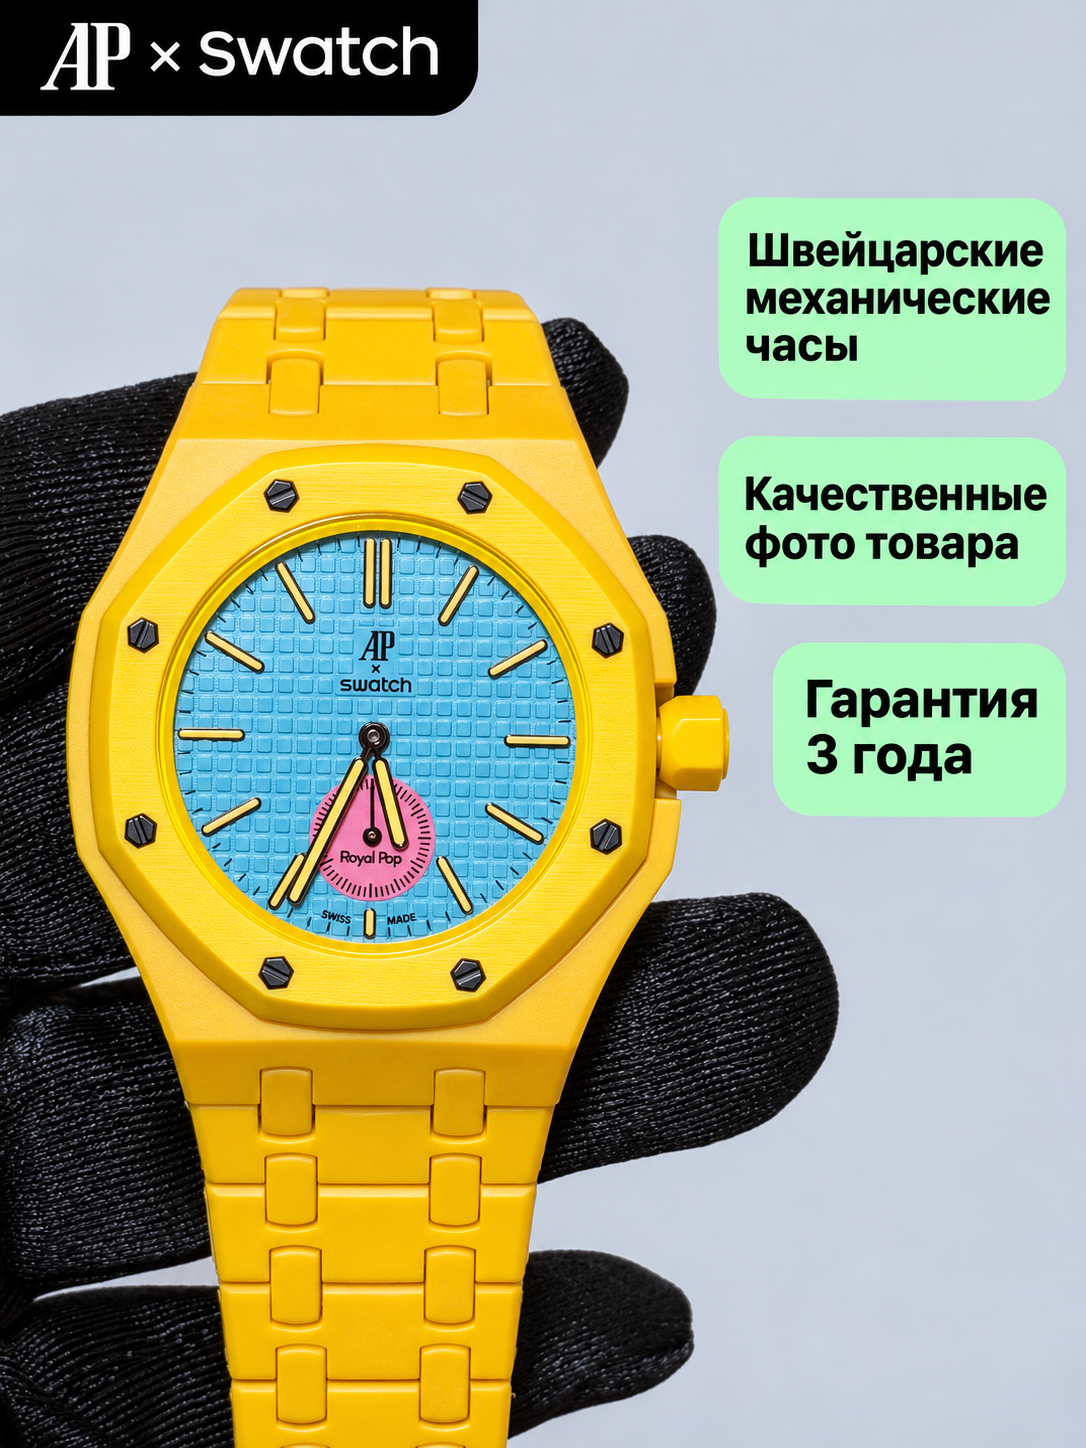 AP × swatch
Швейцарские
механические
часы
Качественные
фото товара
Гарантия
3 года
AP
×
swatch
Royal Pop
SWISS MADE